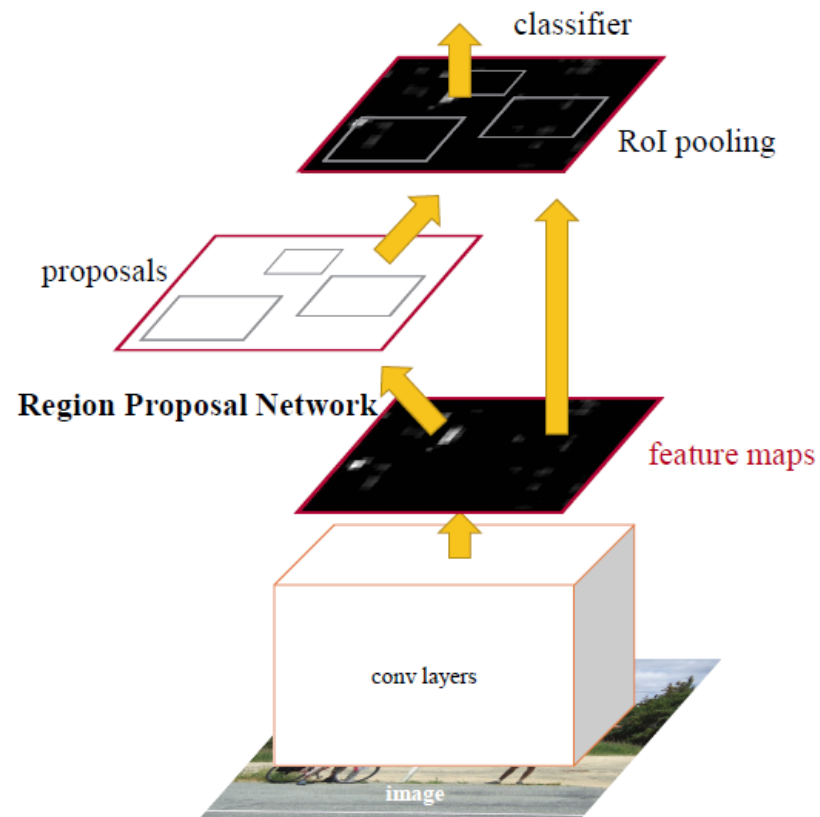 classifier
RoI pooling
proposals
Region Proposal Network
feature maps
conv layers
image